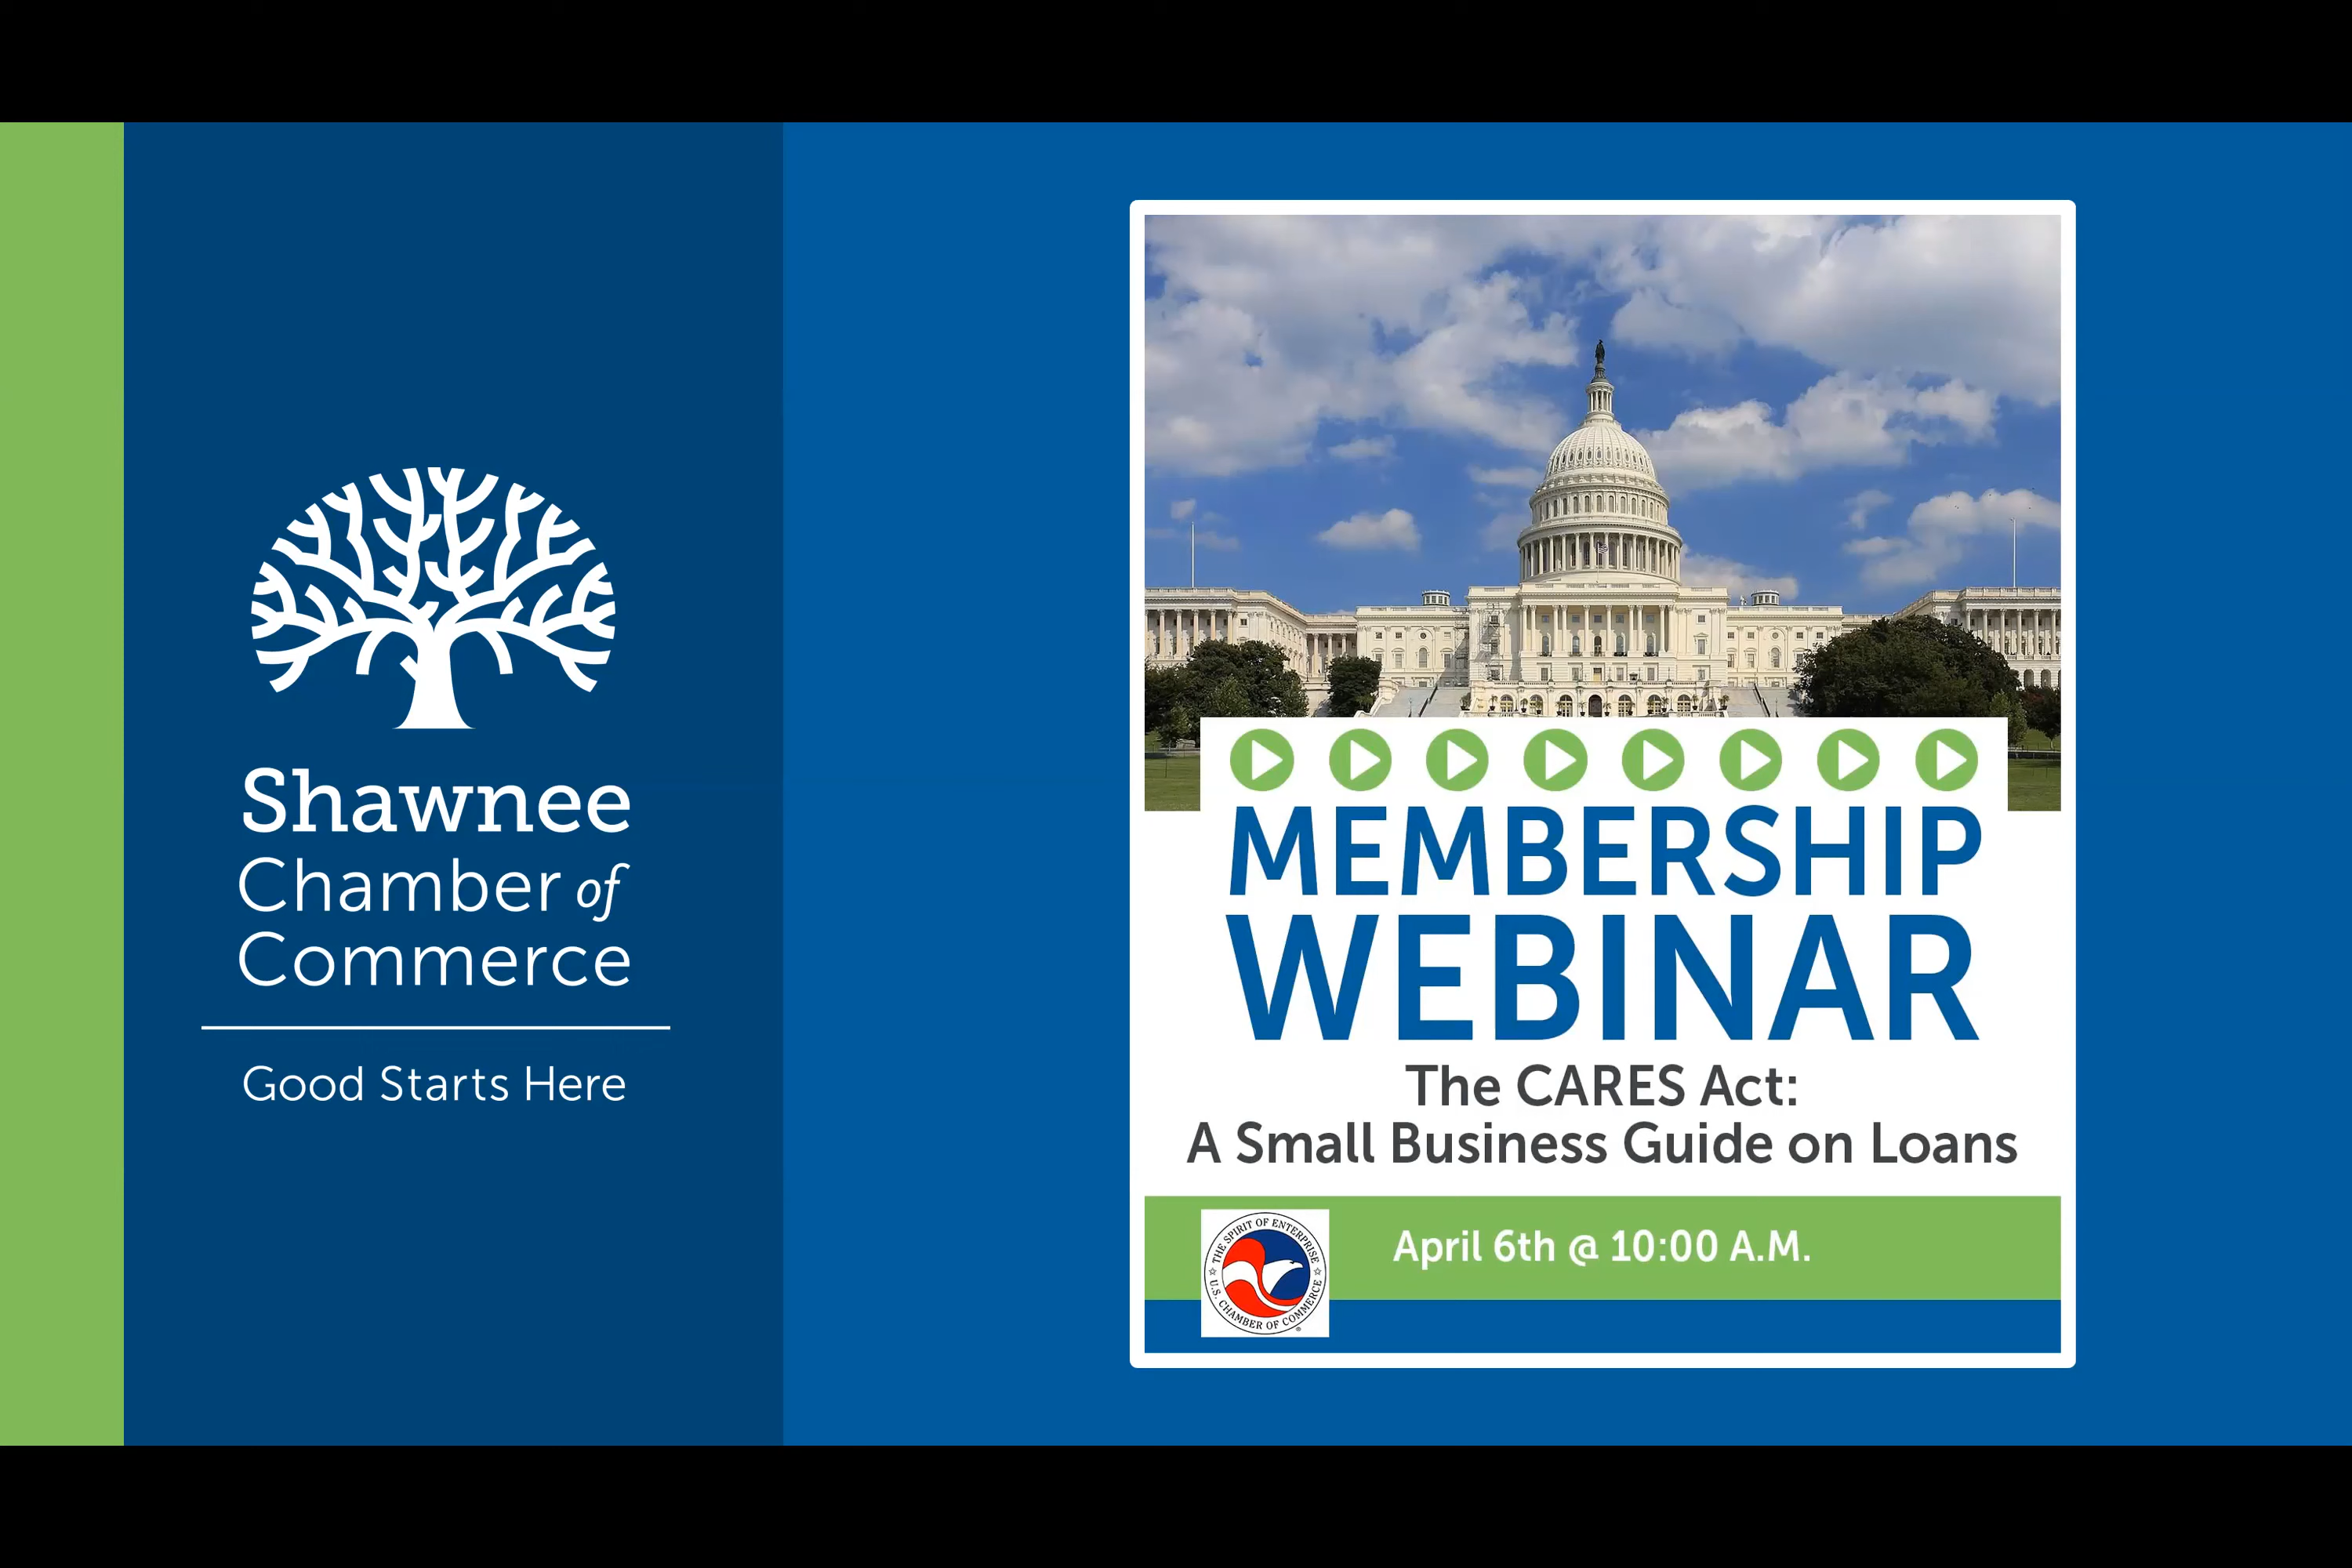 Shawnee
Chamber of
Commerce
Good Starts Here
MEMBERSHIP
WEBINAR
The CARES Act:
A Small Business Guide on Loans
April 6th @ 10:00 A.M.
THE SPIRIT OF ENTERPRISE
U.S. CHAMBER OF COMMERCE
®